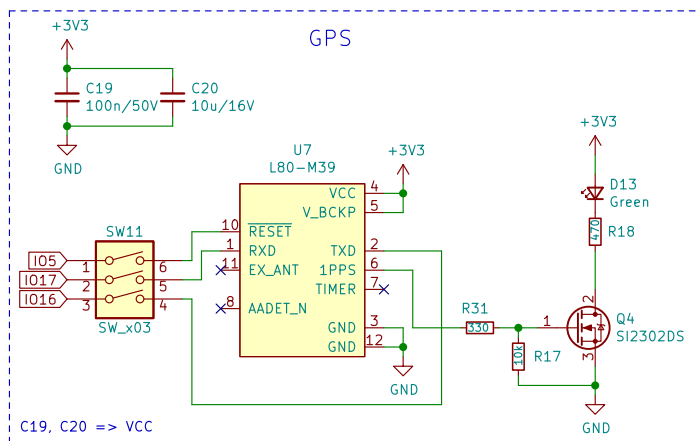 GPS
+3V3
C19
100n/50V
C20
10u/16V
GND
U7
L80-M39
+3V3
+3V3
D13
Green
470
R18
VCC
4
V_BCKP
5
10
RESET
1
RXD
TXD
2
11
EX_ANT
1PPS
6
TIMER
7
8
AADET_N
GND
3
GND
12
GND
SW11
IO5
1
6
IO17
2
5
IO16
3
4
SW_x03
R31
330
10k
R17
1
2
3
Q4
SI2302DS
GND
C19, C20 => VCC